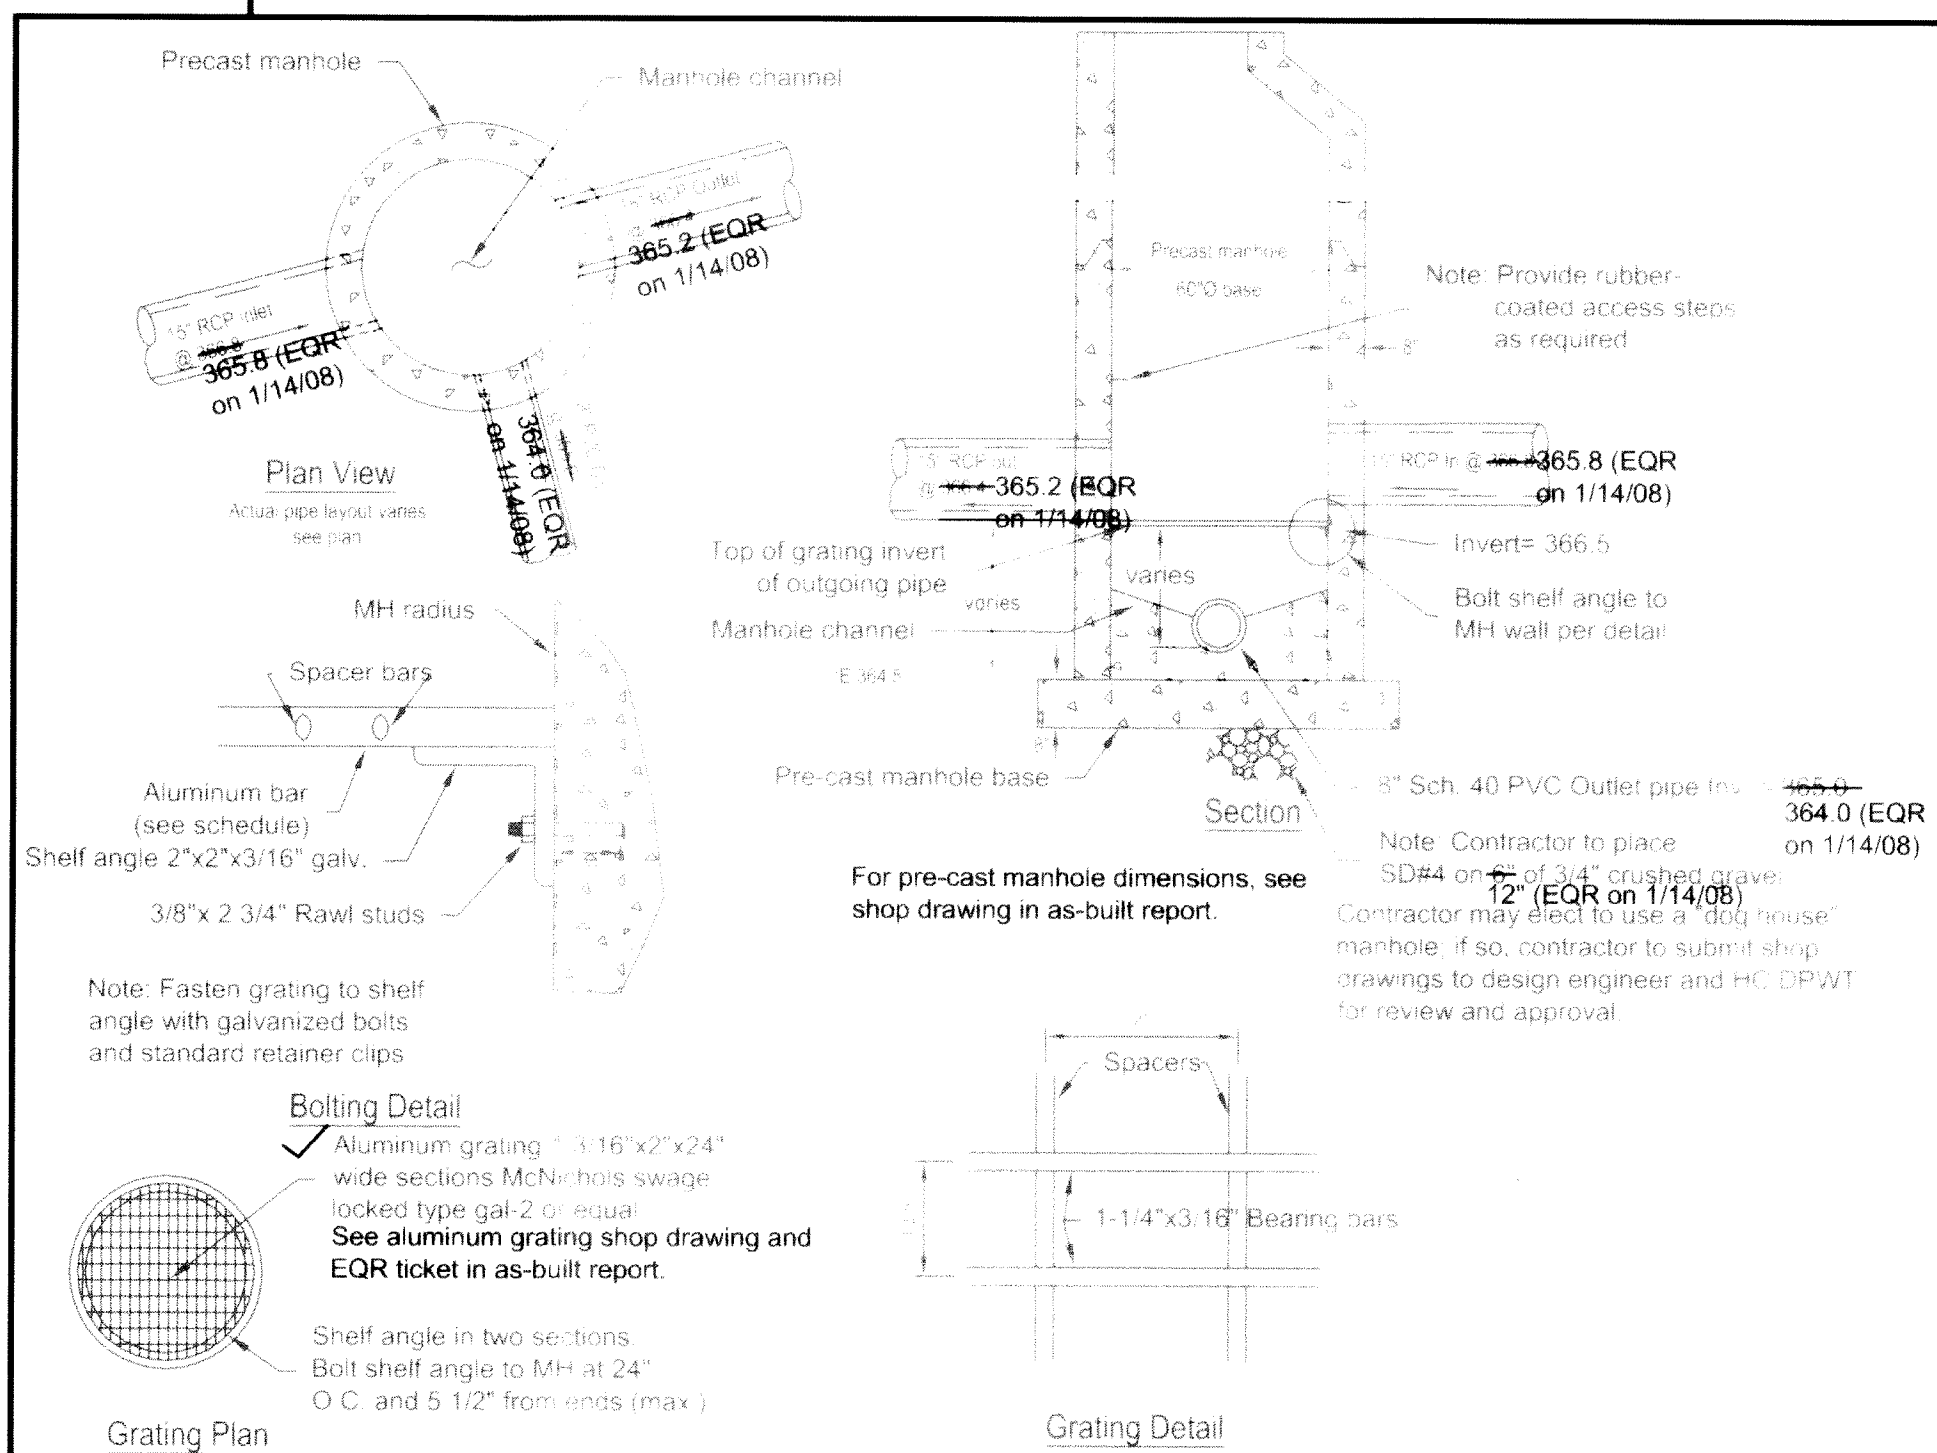 Precast manhole
Manhole channel
15" RCP Outlet
@
365.2 (EQR
on 1/14/08)
15" RCP Inlet
@ 366.8
365.8 (EQR
on 1/14/08)
364.0 (EQR
on 1/14/08)
Plan View
Actual pipe layout varies
see plan
Precast manhole
60"O base
Note: Provide rubber-
coated access steps
as required
8"
15" RCP out
@ 365.2 (EQR
on 1/14/08)
15" RCP In @ 365.8 (EQR
on 1/14/08)
Top of grating invert
of outgoing pipe
varies
varies
Manhole channel
E 364.5
Invert= 366.5
Bolt shelf angle to
MH wall per detail
8"
Pre-cast manhole base
Section
8" Sch. 40 PVC Outlet pipe Inv 365.0
364.0 (EQR
on 1/14/08)
Note: Contractor to place
SD#4 on 6" of 3/4" crushed gravel
12" (EQR on 1/14/08)
Contractor may elect to use a "dog house"
manhole; if so, contractor to submit shop
drawings to design engineer and HC DPWT
for review and approval.
For pre-cast manhole dimensions, see
shop drawing in as-built report.
MH radius
Spacer bars
Aluminum bar
(see schedule)
Shelf angle 2"x2"x3/16" galv.
3/8"x 2 3/4" Rawl studs
Note: Fasten grating to shelf
angle with galvanized bolts
and standard retainer clips
Bolting Detail
Aluminum grating 3/16"x2"x24"
wide sections McNichols swage
locked type gal-2 or equal
See aluminum grating shop drawing and
EQR ticket in as-built report.
Shelf angle in two sections.
Bolt shelf angle to MH at 24"
O.C. and 5 1/2" from ends (max.)
Grating Plan
Spacers
1-1/4"x3/16" Bearing bars
Grating Detail